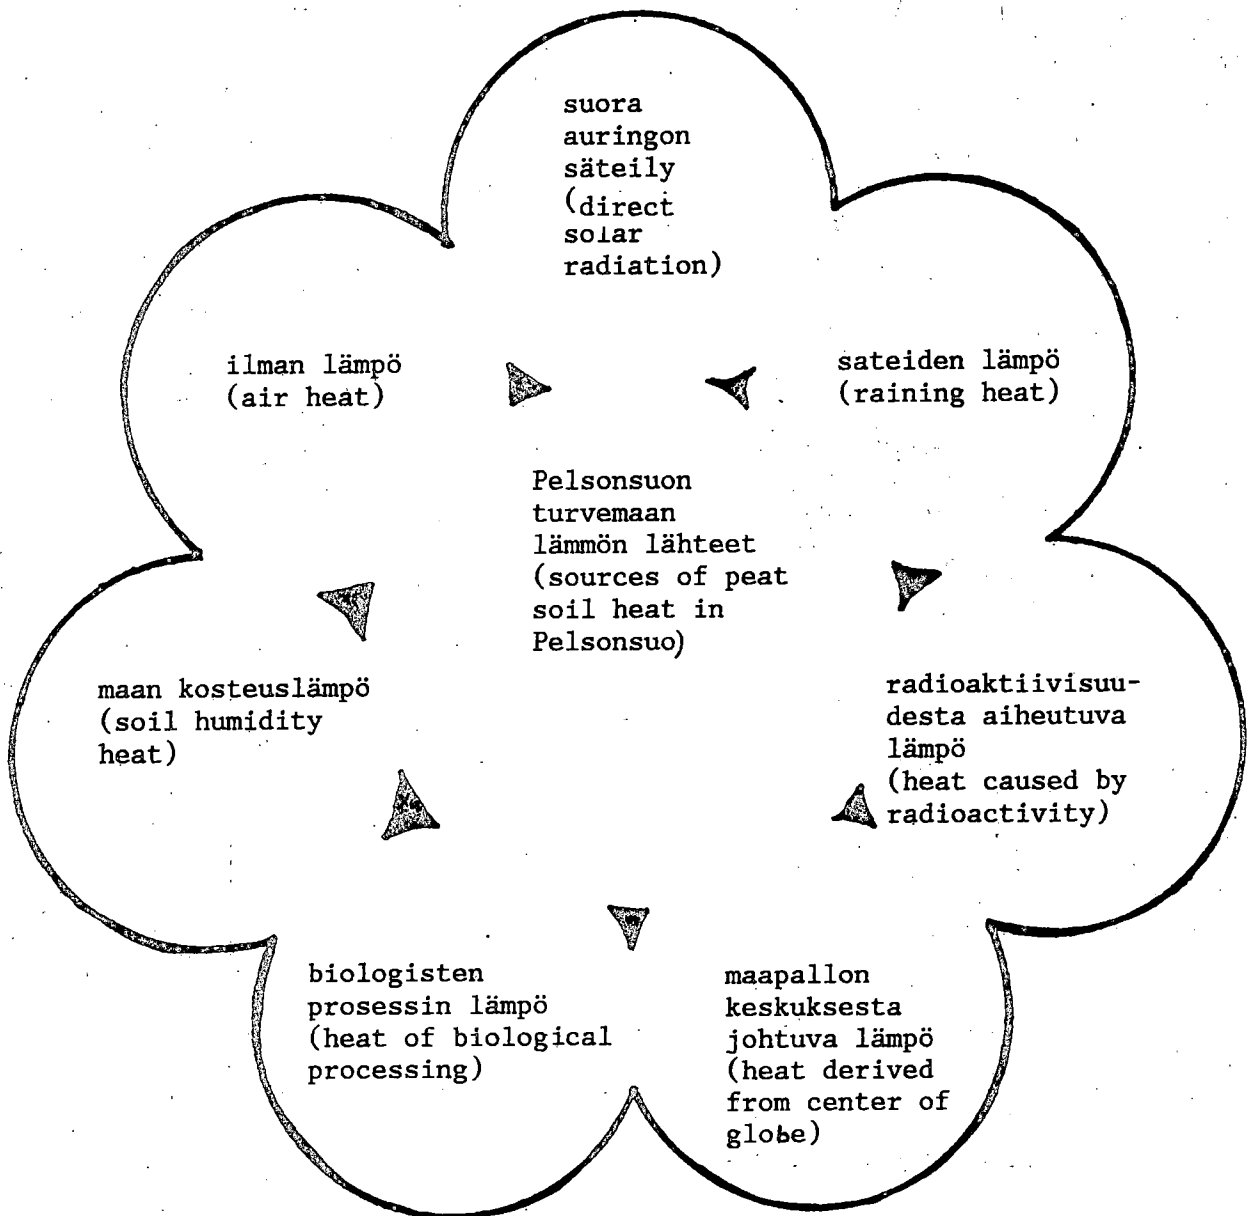 suora
auringon
säteily
(direct
solar
radiation)
ilman lämpö
(air heat)
sateiden lämpö
(raining heat)
Pelsonsuon
turvemaan
lämmön lähteet
(sources of peat
soil heat in
Pelsonsuo)
maan kosteuslämpö
(soil humidity
heat)
radioaktiivisuu-
desta aiheutuva
lämpö
(heat caused by
radioactivity)
biologisten
prosessin lämpö
(heat of biological
processing)
maapallon
keskuksesta
johtuva lämpö
(heat derived
from center of
globe)